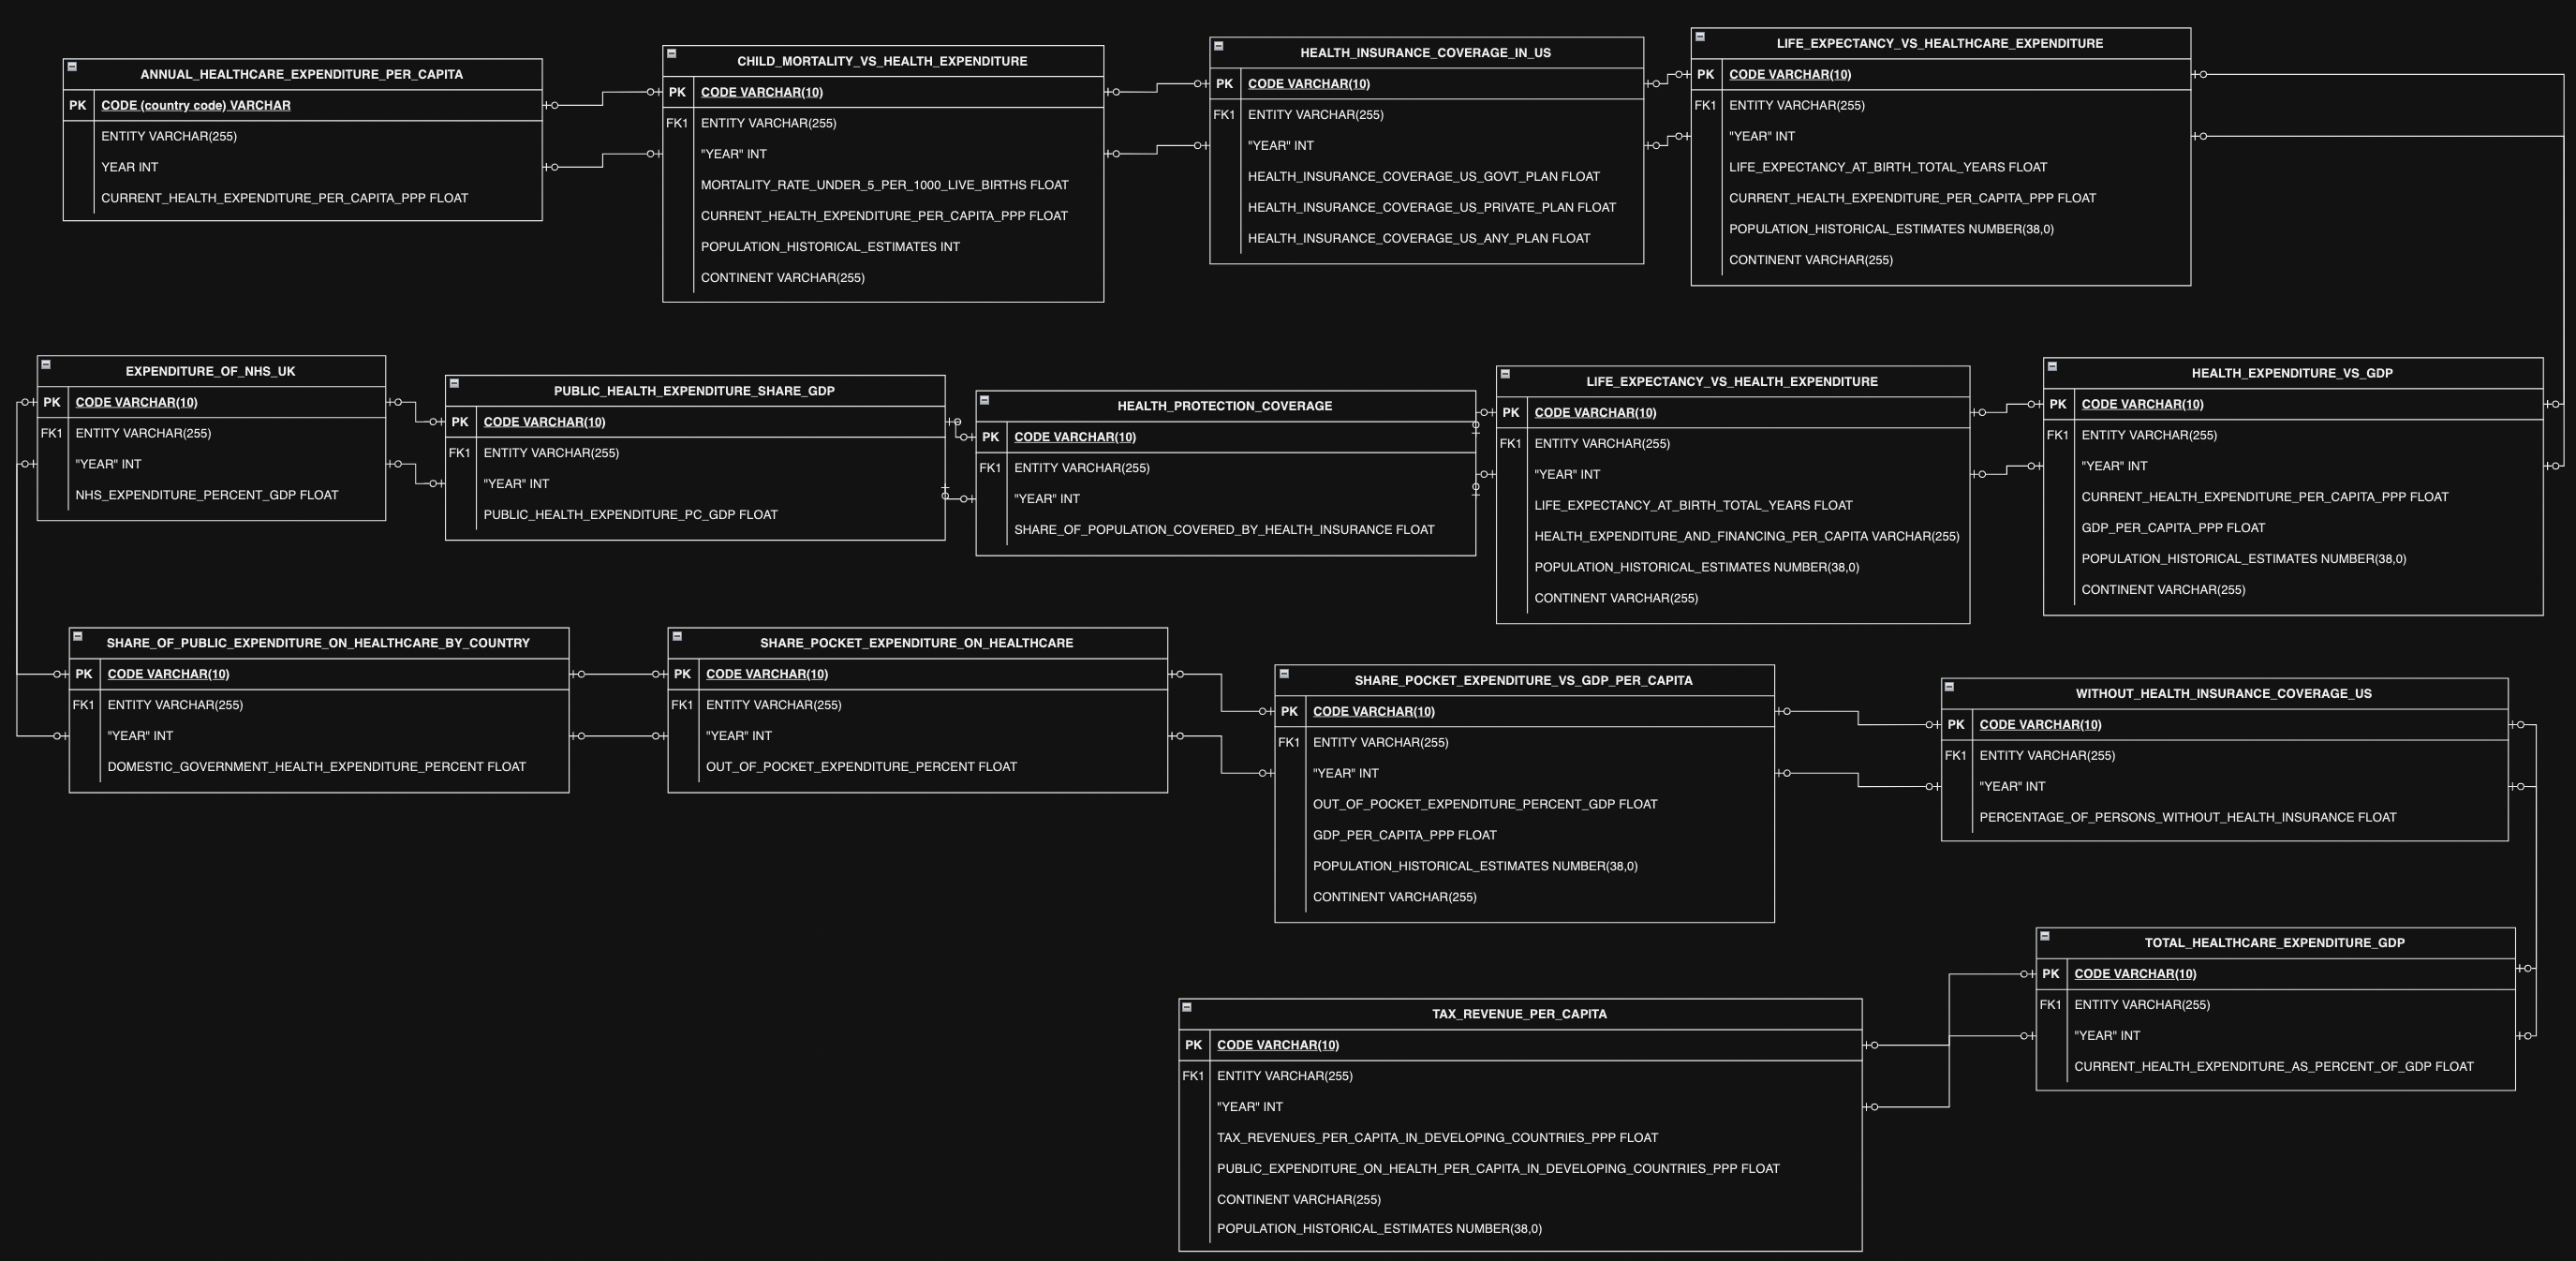 ANNUAL_HEALTHCARE_EXPENDITURE_PER_CAPITA
PK CODE (country code) VARCHAR
ENTITY VARCHAR(255)
YEAR INT
CURRENT_HEALTH_EXPENDITURE_PER_CAPITA_PPP FLOAT
CHILD_MORTALITY_VS_HEALTH_EXPENDITURE
PK CODE VARCHAR(10)
FK1 ENTITY VARCHAR(255)
"YEAR" INT
MORTALITY_RATE_UNDER_5_PER_1000_LIVE_BIRTHS FLOAT
CURRENT_HEALTH_EXPENDITURE_PER_CAPITA_PPP FLOAT
POPULATION_HISTORICAL_ESTIMATES INT
CONTINENT VARCHAR(255)
HEALTH_INSURANCE_COVERAGE_IN_US
PK CODE VARCHAR(10)
FK1 ENTITY VARCHAR(255)
"YEAR" INT
HEALTH_INSURANCE_COVERAGE_US_GOVT_PLAN FLOAT
HEALTH_INSURANCE_COVERAGE_US_PRIVATE_PLAN FLOAT
HEALTH_INSURANCE_COVERAGE_US_ANY_PLAN FLOAT
LIFE_EXPECTANCY_VS_HEALTHCARE_EXPENDITURE
PK CODE VARCHAR(10)
FK1 ENTITY VARCHAR(255)
"YEAR" INT
LIFE_EXPECTANCY_AT_BIRTH_TOTAL_YEARS FLOAT
CURRENT_HEALTH_EXPENDITURE_PER_CAPITA_PPP FLOAT
POPULATION_HISTORICAL_ESTIMATES NUMBER(38,0)
CONTINENT VARCHAR(255)
EXPENDITURE_OF_NHS_UK
PK CODE VARCHAR(10)
FK1 ENTITY VARCHAR(255)
"YEAR" INT
NHS_EXPENDITURE_PERCENT_GDP FLOAT
PUBLIC_HEALTH_EXPENDITURE_SHARE_GDP
PK CODE VARCHAR(10)
FK1 ENTITY VARCHAR(255)
"YEAR" INT
PUBLIC_HEALTH_EXPENDITURE_PC_GDP FLOAT
HEALTH_PROTECTION_COVERAGE
PK CODE VARCHAR(10)
FK1 ENTITY VARCHAR(255)
"YEAR" INT
SHARE_OF_POPULATION_COVERED_BY_HEALTH_INSURANCE FLOAT
LIFE_EXPECTANCY_VS_HEALTH_EXPENDITURE
PK CODE VARCHAR(10)
FK1 ENTITY VARCHAR(255)
"YEAR" INT
LIFE_EXPECTANCY_AT_BIRTH_TOTAL_YEARS FLOAT
HEALTH_EXPENDITURE_AND_FINANCING_PER_CAPITA VARCHAR(255)
POPULATION_HISTORICAL_ESTIMATES NUMBER(38,0)
CONTINENT VARCHAR(255)
HEALTH_EXPENDITURE_VS_GDP
PK CODE VARCHAR(10)
FK1 ENTITY VARCHAR(255)
"YEAR" INT
CURRENT_HEALTH_EXPENDITURE_PER_CAPITA_PPP FLOAT
GDP_PER_CAPITA_PPP FLOAT
POPULATION_HISTORICAL_ESTIMATES NUMBER(38,0)
CONTINENT VARCHAR(255)
SHARE_OF_PUBLIC_EXPENDITURE_ON_HEALTHCARE_BY_COUNTRY
PK CODE VARCHAR(10)
FK1 ENTITY VARCHAR(255)
"YEAR" INT
DOMESTIC_GOVERNMENT_HEALTH_EXPENDITURE_PERCENT FLOAT
SHARE_POCKET_EXPENDITURE_ON_HEALTHCARE
PK CODE VARCHAR(10)
FK1 ENTITY VARCHAR(255)
"YEAR" INT
OUT_OF_POCKET_EXPENDITURE_PERCENT FLOAT
SHARE_POCKET_EXPENDITURE_VS_GDP_PER_CAPITA
PK CODE VARCHAR(10)
FK1 ENTITY VARCHAR(255)
"YEAR" INT
OUT_OF_POCKET_EXPENDITURE_PERCENT_GDP FLOAT
GDP_PER_CAPITA_PPP FLOAT
POPULATION_HISTORICAL_ESTIMATES NUMBER(38,0)
CONTINENT VARCHAR(255)
WITHOUT_HEALTH_INSURANCE_COVERAGE_US
PK CODE VARCHAR(10)
FK1 ENTITY VARCHAR(255)
"YEAR" INT
PERCENTAGE_OF_PERSONS_WITHOUT_HEALTH_INSURANCE FLOAT
TOTAL_HEALTHCARE_EXPENDITURE_GDP
PK CODE VARCHAR(10)
FK1 ENTITY VARCHAR(255)
"YEAR" INT
CURRENT_HEALTH_EXPENDITURE_AS_PERCENT_OF_GDP FLOAT
TAX_REVENUE_PER_CAPITA
PK CODE VARCHAR(10)
FK1 ENTITY VARCHAR(255)
"YEAR" INT
TAX_REVENUES_PER_CAPITA_IN_DEVELOPING_COUNTRIES_PPP FLOAT
PUBLIC_EXPENDITURE_ON_HEALTH_PER_CAPITA_IN_DEVELOPING_COUNTRIES_PPP FLOAT
CONTINENT VARCHAR(255)
POPULATION_HISTORICAL_ESTIMATES NUMBER(38,0)